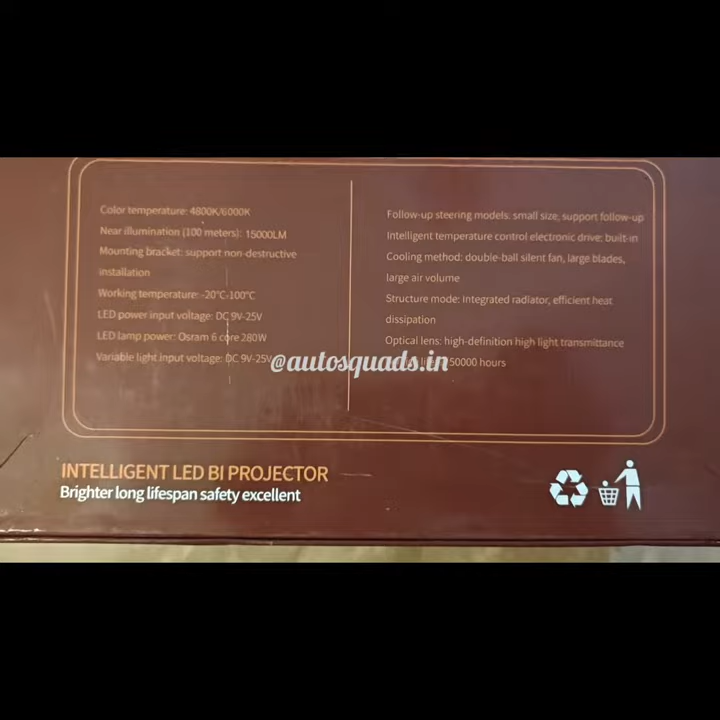 Color temperature: 4800K/6000K
Near illumination (100 meters): 15000LM
Mounting bracket: support non-destructive
installation
Working temperature: -20°C-100°C
LED power input voltage: DC 9V-25V
LED lamp power: Osram 6 core 280W
Variable light input voltage: DC 9V-25V
Follow-up steering models: small size, support follow-up
Intelligent temperature control electronic drive: built-in
Cooling method: double-ball silent fan, large blades,
large air volume
Structure mode: Integrated radiator, efficient heat
dissipation
Optical lens: high-definition high light transmittance
50000 hours
@autosquads.in
INTELLIGENT LED BI PROJECTOR
Brighter long lifespan safety excellent